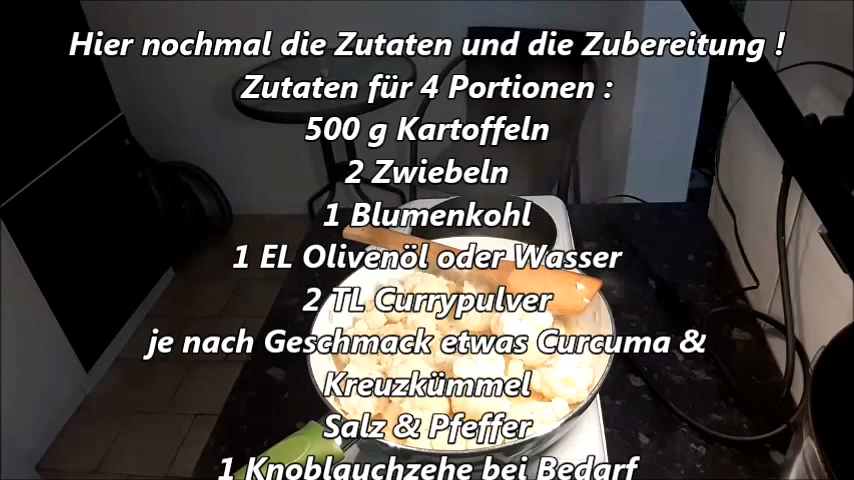 Hier nochmal die Zutaten und die Zubereitung !
Zutaten für 4 Portionen :
500 g Kartoffeln
2 Zwiebeln
1 Blumenkohl
1 EL Olivenöl oder Wasser
2 TL Currypulver
je nach Geschmack etwas Curcuma &
Kreuzkümmel
Salz & Pfeffer
1 Knoblauchzehe bei Bedarf